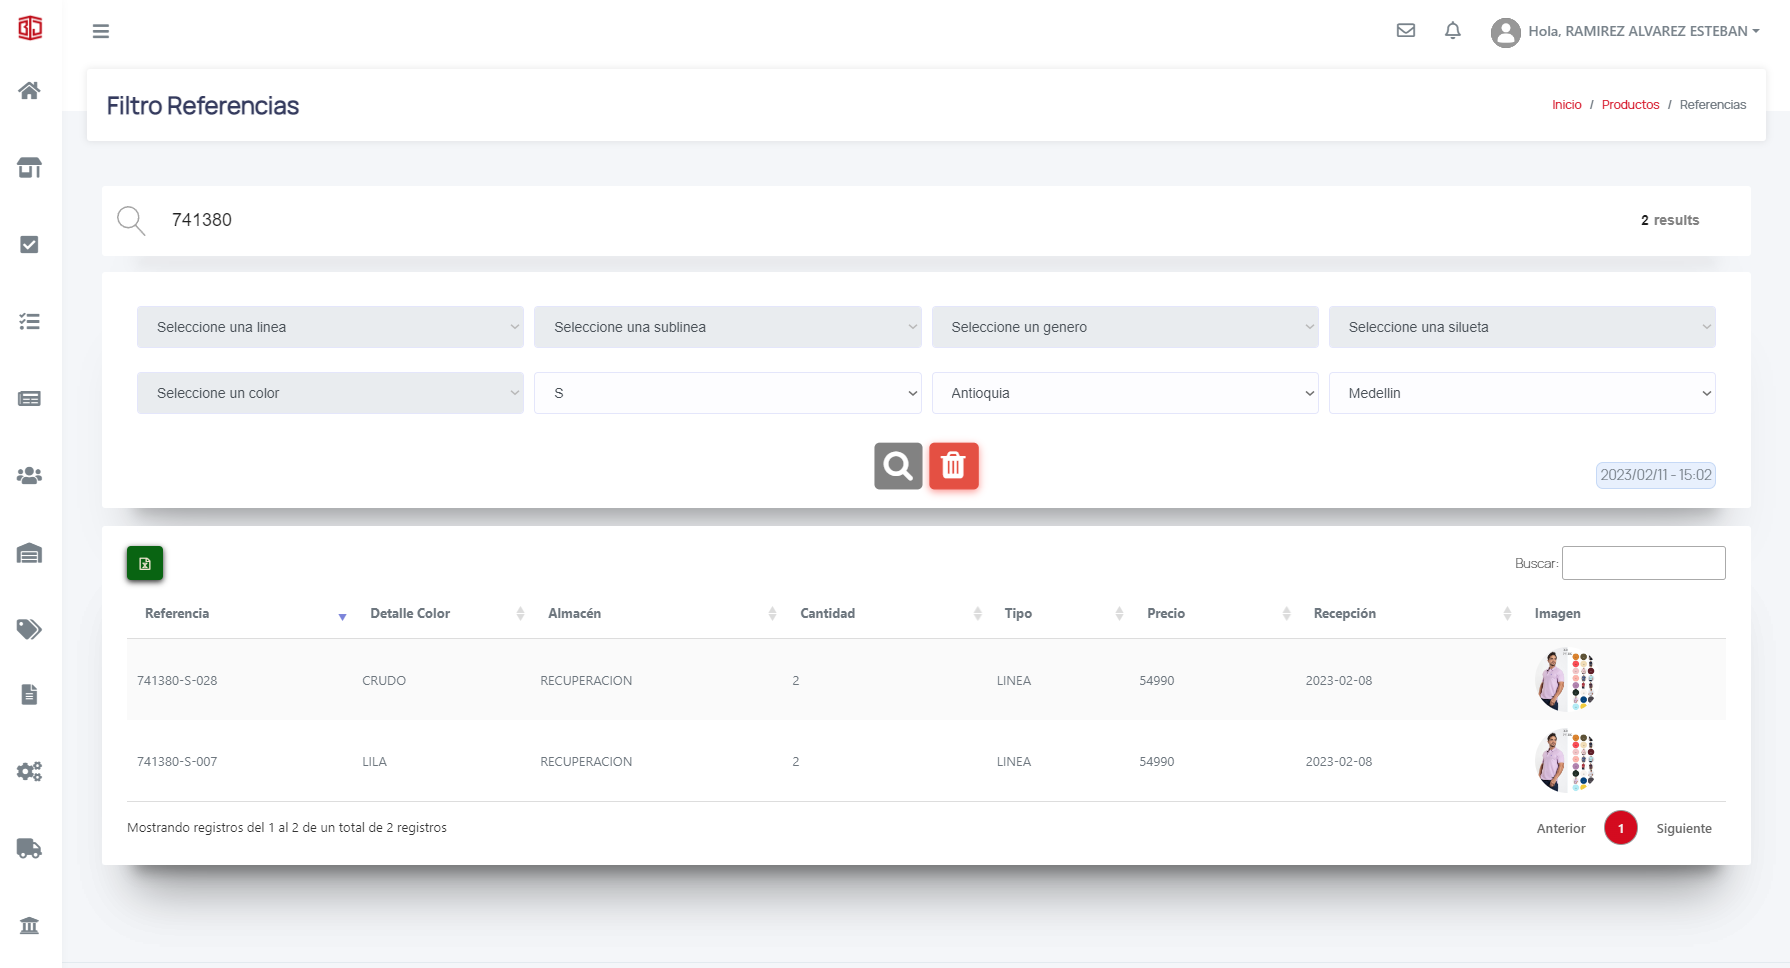 Hola, RAMIREZ ALVAREZ ESTEBAN
Filtro Referencias
Inicio / Productos / Referencias
741380
2 results
Seleccione una linea
Seleccione una sublinea
Seleccione un genero
Seleccione una silueta
Seleccione un color
S
Antioquia
Medellin
2023/02/11 - 15:02
Buscar:
Referencia Detalle Color Almacén Cantidad Tipo Precio Recepción Imagen
741380-S-028 CRUDO RECUPERACION 2 LINEA 54990 2023-02-08
741380-S-007 LILA RECUPERACION 2 LINEA 54990 2023-02-08
Mostrando registros del 1 al 2 de un total de 2 registros
Anterior 1 Siguiente